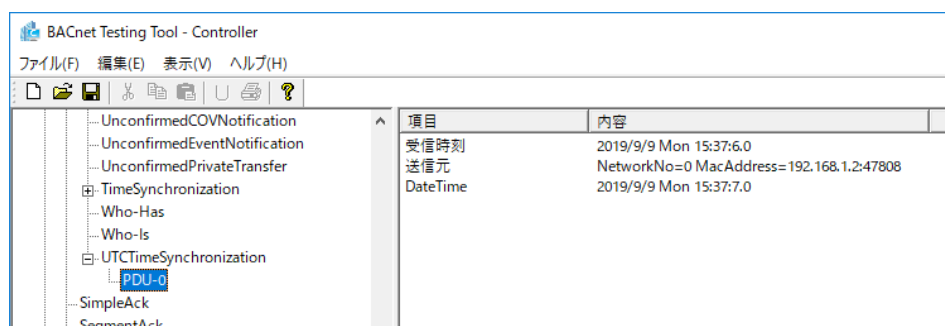 BACnet Testing Tool - Controller
ファイル(F) 編集(E) 表示(V) ヘルプ(H)
UnconfirmedCOVNotification
UnconfirmedEventNotification
UnconfirmedPrivateTransfer
TimeSynchronization
Who-Has
Who-Is
UTCTimeSynchronization
PDU-0
SimpleAck
SegmentAck
項目 内容
受信時刻 2019/9/9 Mon 15:37:6.0
送信元 NetworkNo=0 MacAddress=192.168.1.2:47808
DateTime 2019/9/9 Mon 15:37:7.0